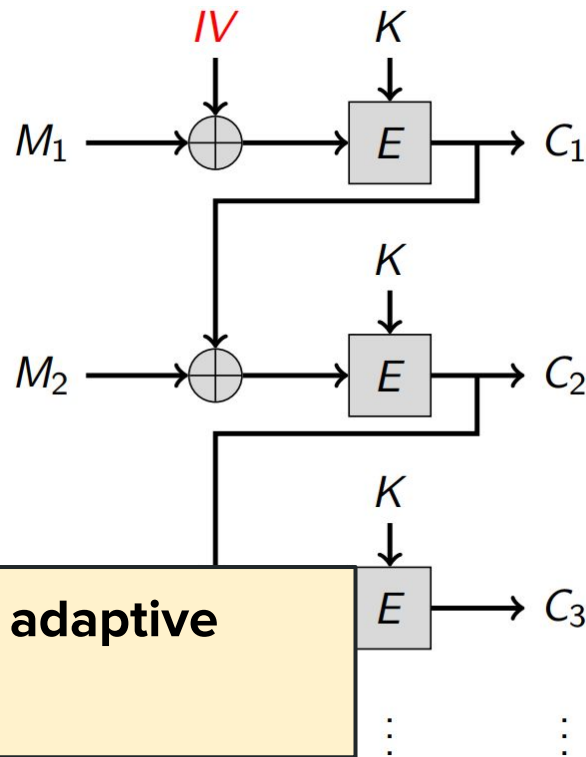 IV K
M₁ E C₁
K
M₂ E C₂
K
adaptive E C₃
⋮ ⋮